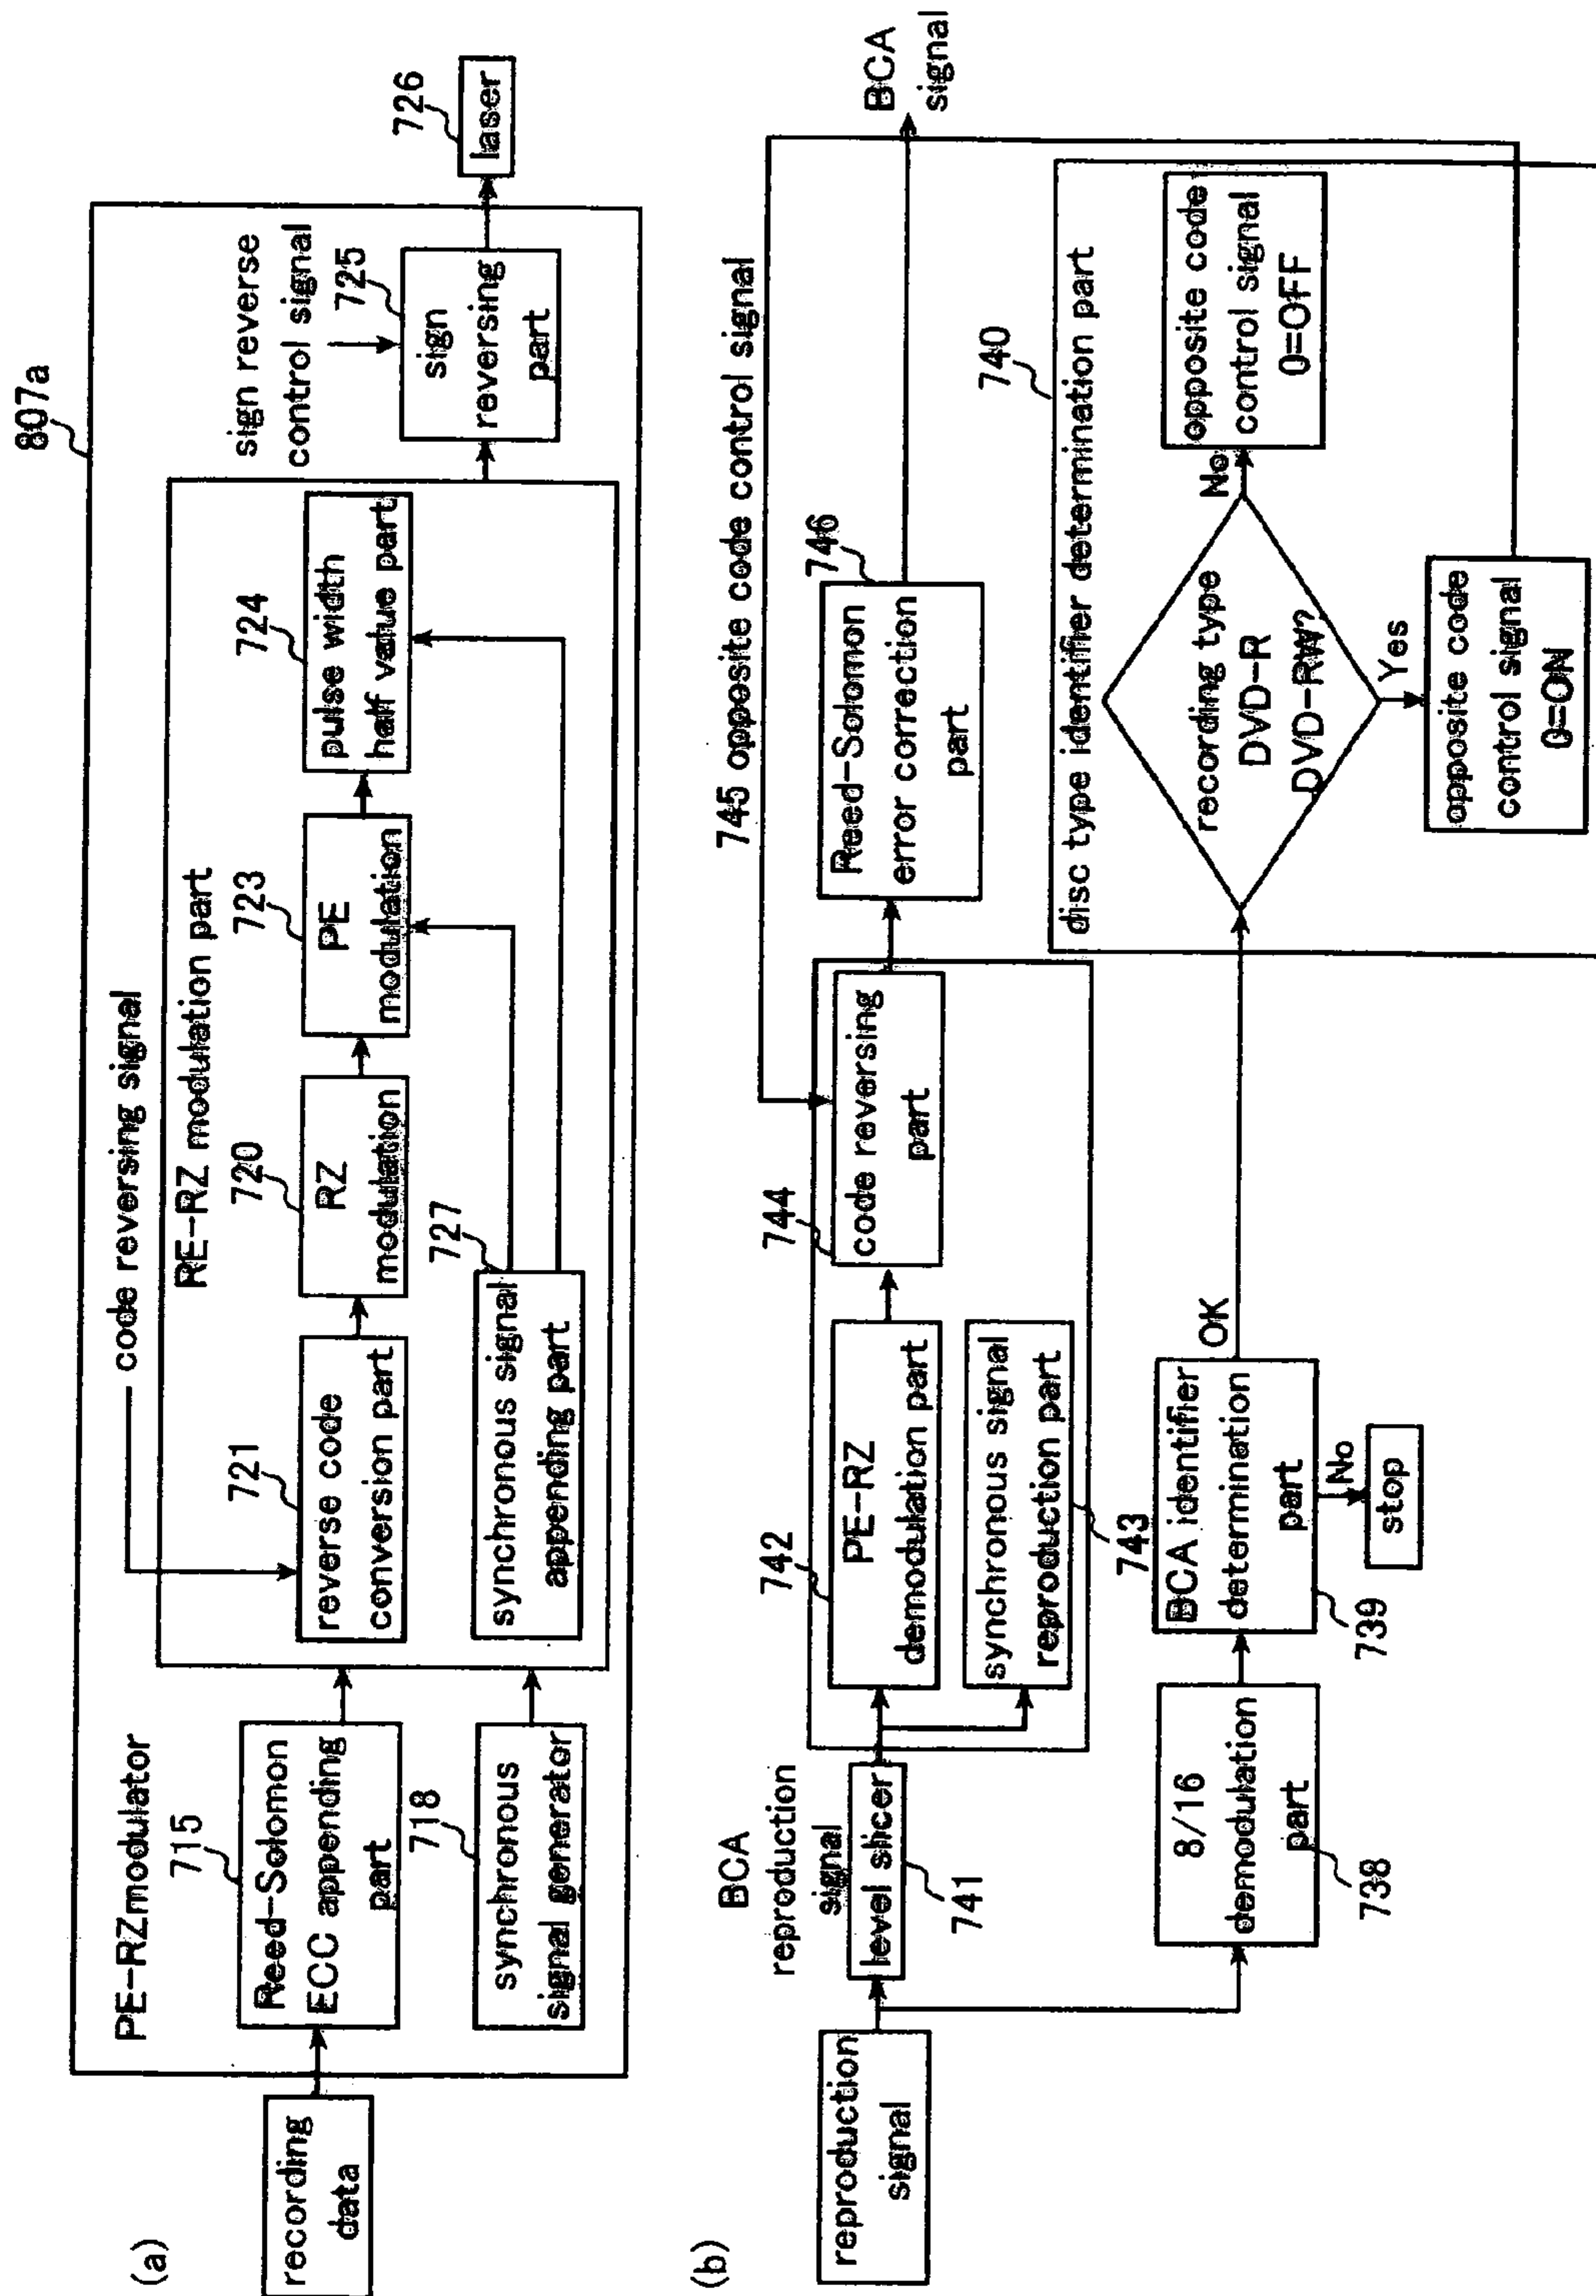 (a)
807a
PE-RZmodulator
code reversing signal
recording
data
715
Reed-Solomon
ECC appending
part
718
synchronous
signal generator
RE-RZ modulation part
721
reverse code
conversion part
720
RZ
modulation
723
PE
modulation
724
pulse width
half value part
727
synchronous signal
appending part
sign reverse
control signal
725
sign
reversing
part
726
laser
(b)
745 opposite code control signal
reproduction
signal
BCA
reproduction
signal
level slicer
741
742
PE-RZ
demodulation part
synchronous signal
reproduction part
743
744
code reversing
part
746
Reed-Solomon
error correction
part
BCA
signal
8/16
demodulation
part
738
BCA identifier
determination
part
739
OK
No
stop
740
disc type identifier determination part
recording type
DVD-R
DVD-RW?
No
opposite code
control signal
0=OFF
Yes
opposite code
control signal
0=ON